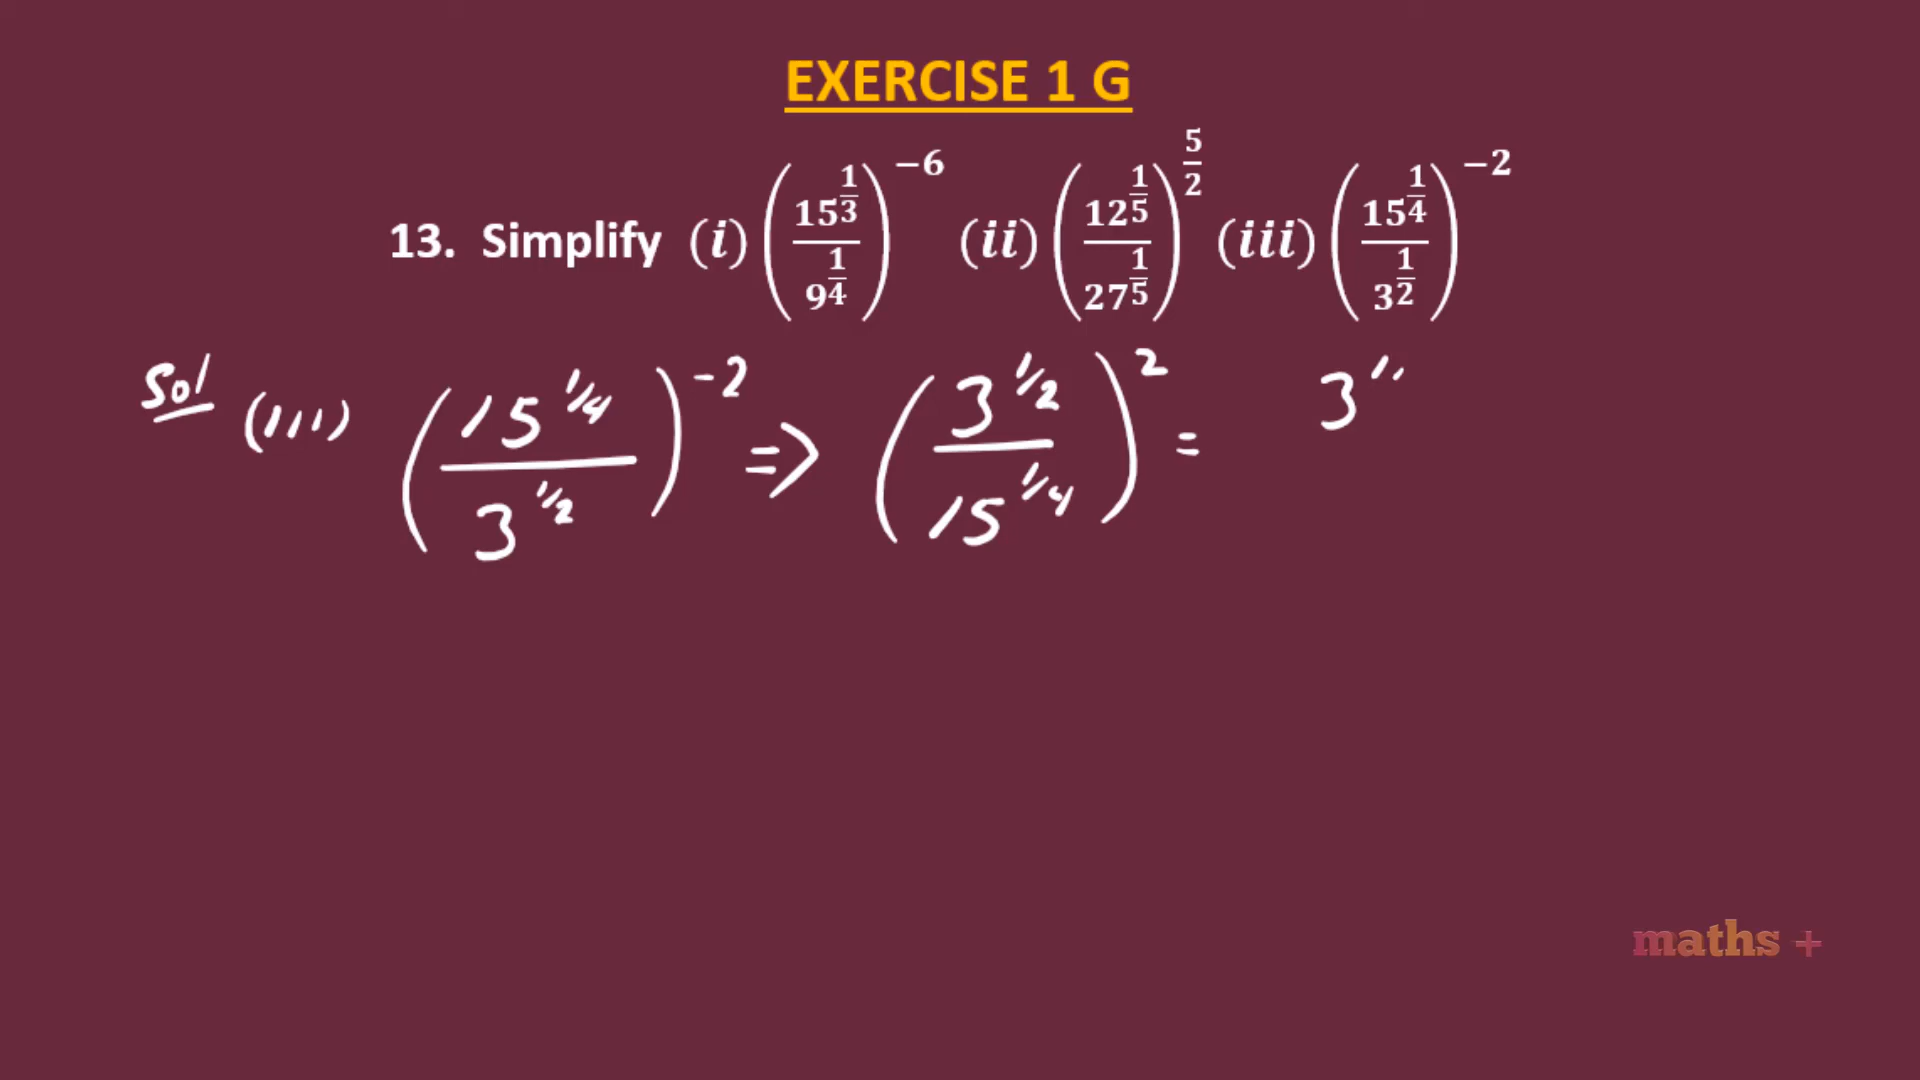 EXERCISE 1 G
13. Simplify (i) (15^{1/3} / 9^{1/4})^{-6} (ii) (12^{1/5} / 27^{1/5})^{5/2} (iii) (15^{1/4} / 3^{1/2})^{-2}
Sol (iii) (15^{1/4} / 3^{1/2})^{-2} => (3^{1/2} / 15^{1/4})^{2} = 3
maths +